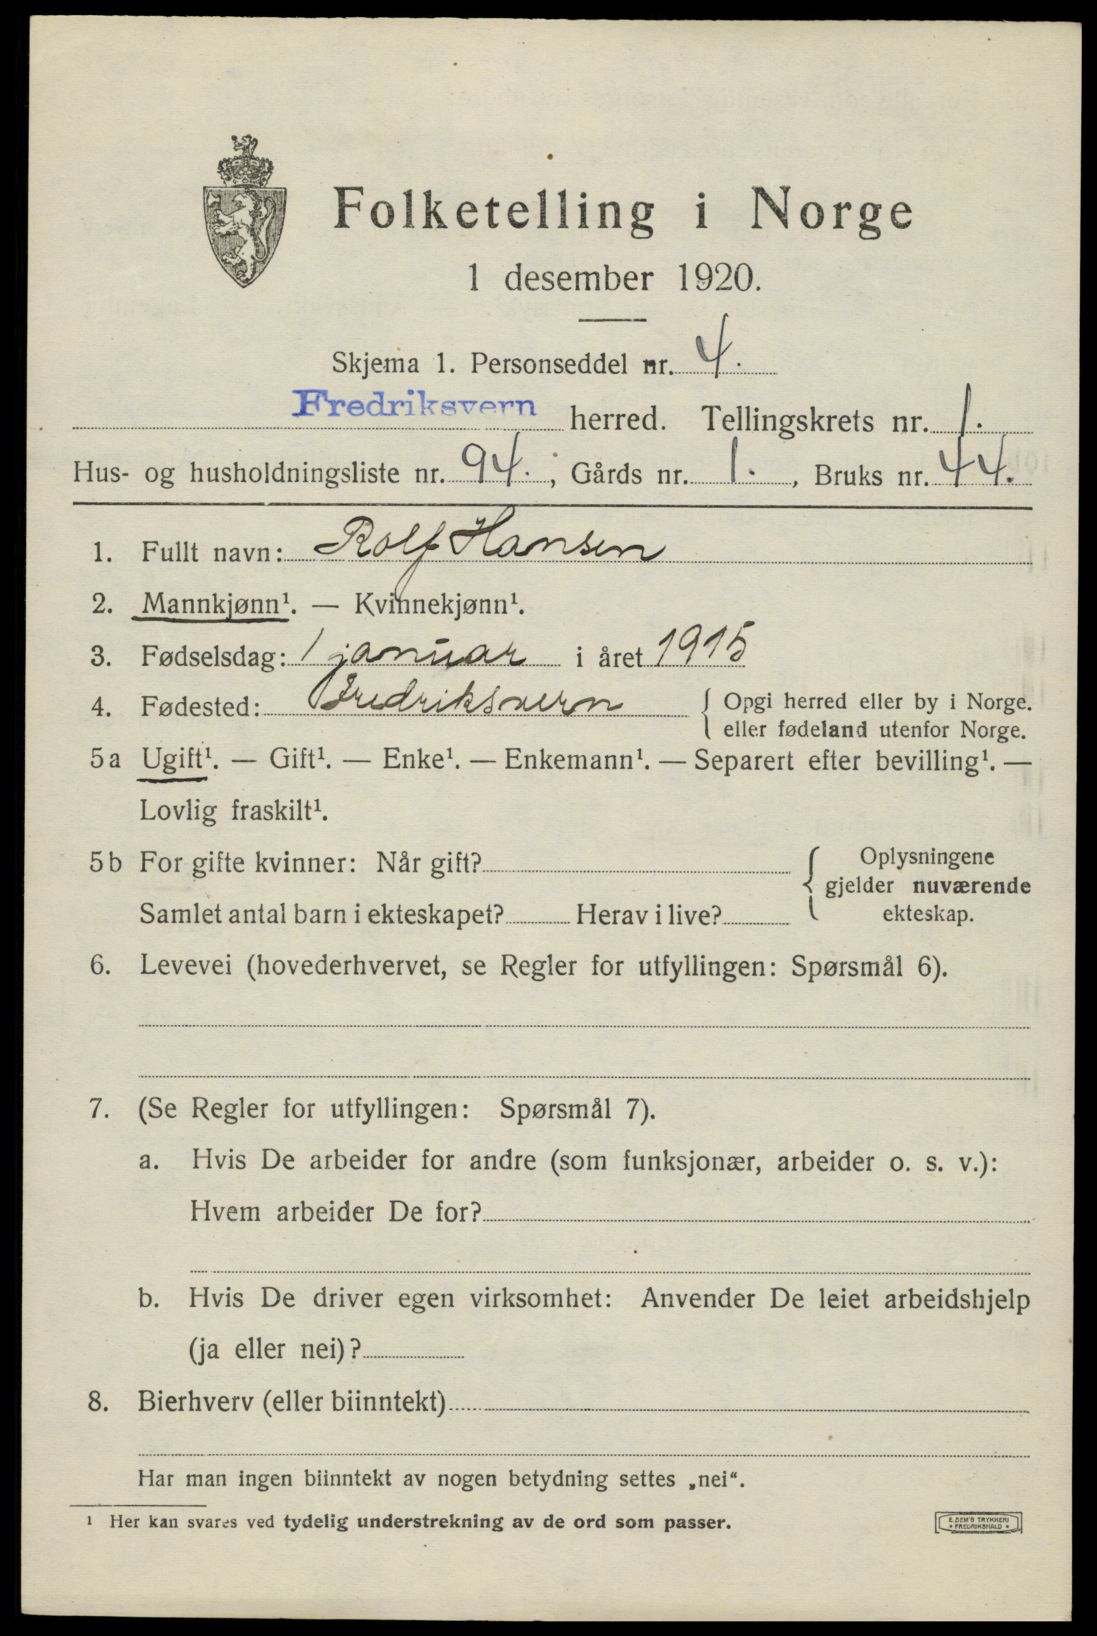 Folketelling i Norge
1 desember 1920.
Skjema 1. Personseddel nr. 4.
Fredriksvern herred. Tellingskrets nr. 1.
Hus- og husholdningsliste nr. 94. ; Gårds nr. 1. , Bruks nr. 44.
1. Fullt navn: Rolf Hansen
2. Mannkjønn¹. — Kvinnekjønn¹.
3. Fødselsdag: 1 januar i året 1915
4. Fødested: Fredriksvern { Opgi herred eller by i Norge.
eller fødeland utenfor Norge.
5a Ugift¹. — Gift¹. — Enke¹. — Enkemann¹. — Separert efter bevilling¹. —
Lovlig fraskilt¹.
5b For gifte kvinner: Når gift? { Oplysningene
gjelder nuværende
Samlet antal barn i ekteskapet? Herav i live? ekteskap.
6. Levevei (hovederhvervet, se Regler for utfyllingen: Spørsmål 6).
7. (Se Regler for utfyllingen: Spørsmål 7).
a. Hvis De arbeider for andre (som funksjonær, arbeider o. s. v.):
Hvem arbeider De for?
b. Hvis De driver egen virksomhet: Anvender De leiet arbeidshjelp
(ja eller nei)?
8. Bierhverv (eller biinntekt)
Har man ingen biinntekt av nogen betydning settes „nei“.
¹ Her kan svares ved tydelig understrekning av de ord som passer.
E. SEM'S TRYKKERI
• FREDRIKSHALD •